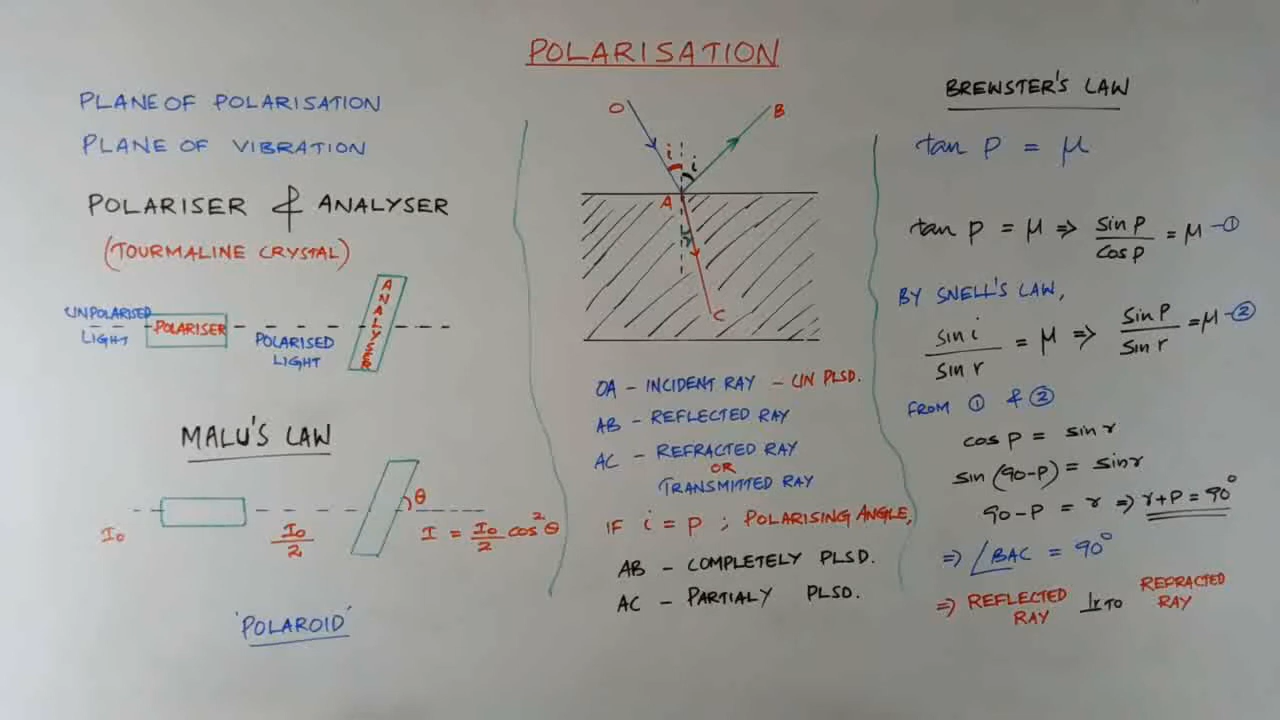 POLARISATION
PLANE OF POLARISATION
PLANE OF VIBRATION
POLARISER & ANALYSER
(TOURMALINE CRYSTAL)
UNPOLARISED
LIGHT
POLARISER
POLARISED
LIGHT
ANALYSER
MALU'S LAW
I₀
I₀/2
θ
I = I₀/2 cos²θ
'POLAROID'
O
B
i
i
A
r
C
OA - INCIDENT RAY - UN PLSD.
AB - REFLECTED RAY
AC - REFRACTED RAY
OR
TRANSMITTED RAY
IF i = p ; POLARISING ANGLE,
AB - COMPLETELY PLSD.
AC - PARTIALY PLSD.
BREWSTER'S LAW
tan P = μ
tan P = μ ⇒ sin P/cos P = μ - ①
BY SNELL'S LAW,
sin i/sin r = μ ⇒ sin P/sin r = μ - ②
FROM ① & ②
cos P = sin r
sin (90-P) = sin r
90-P = r ⇒ r+P = 90°
⇒ ∠BAC = 90°
⇒ REFLECTED RAY ⊥r TO REFRACTED RAY